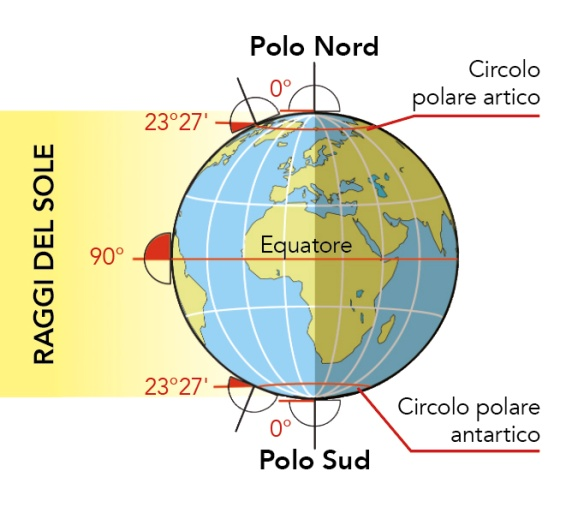 Polo Nord
0°
Circolo
polare artico
23°27'
RAGGI DEL SOLE
90°
Equatore
23°27'
0°
Circolo polare
antartico
Polo Sud